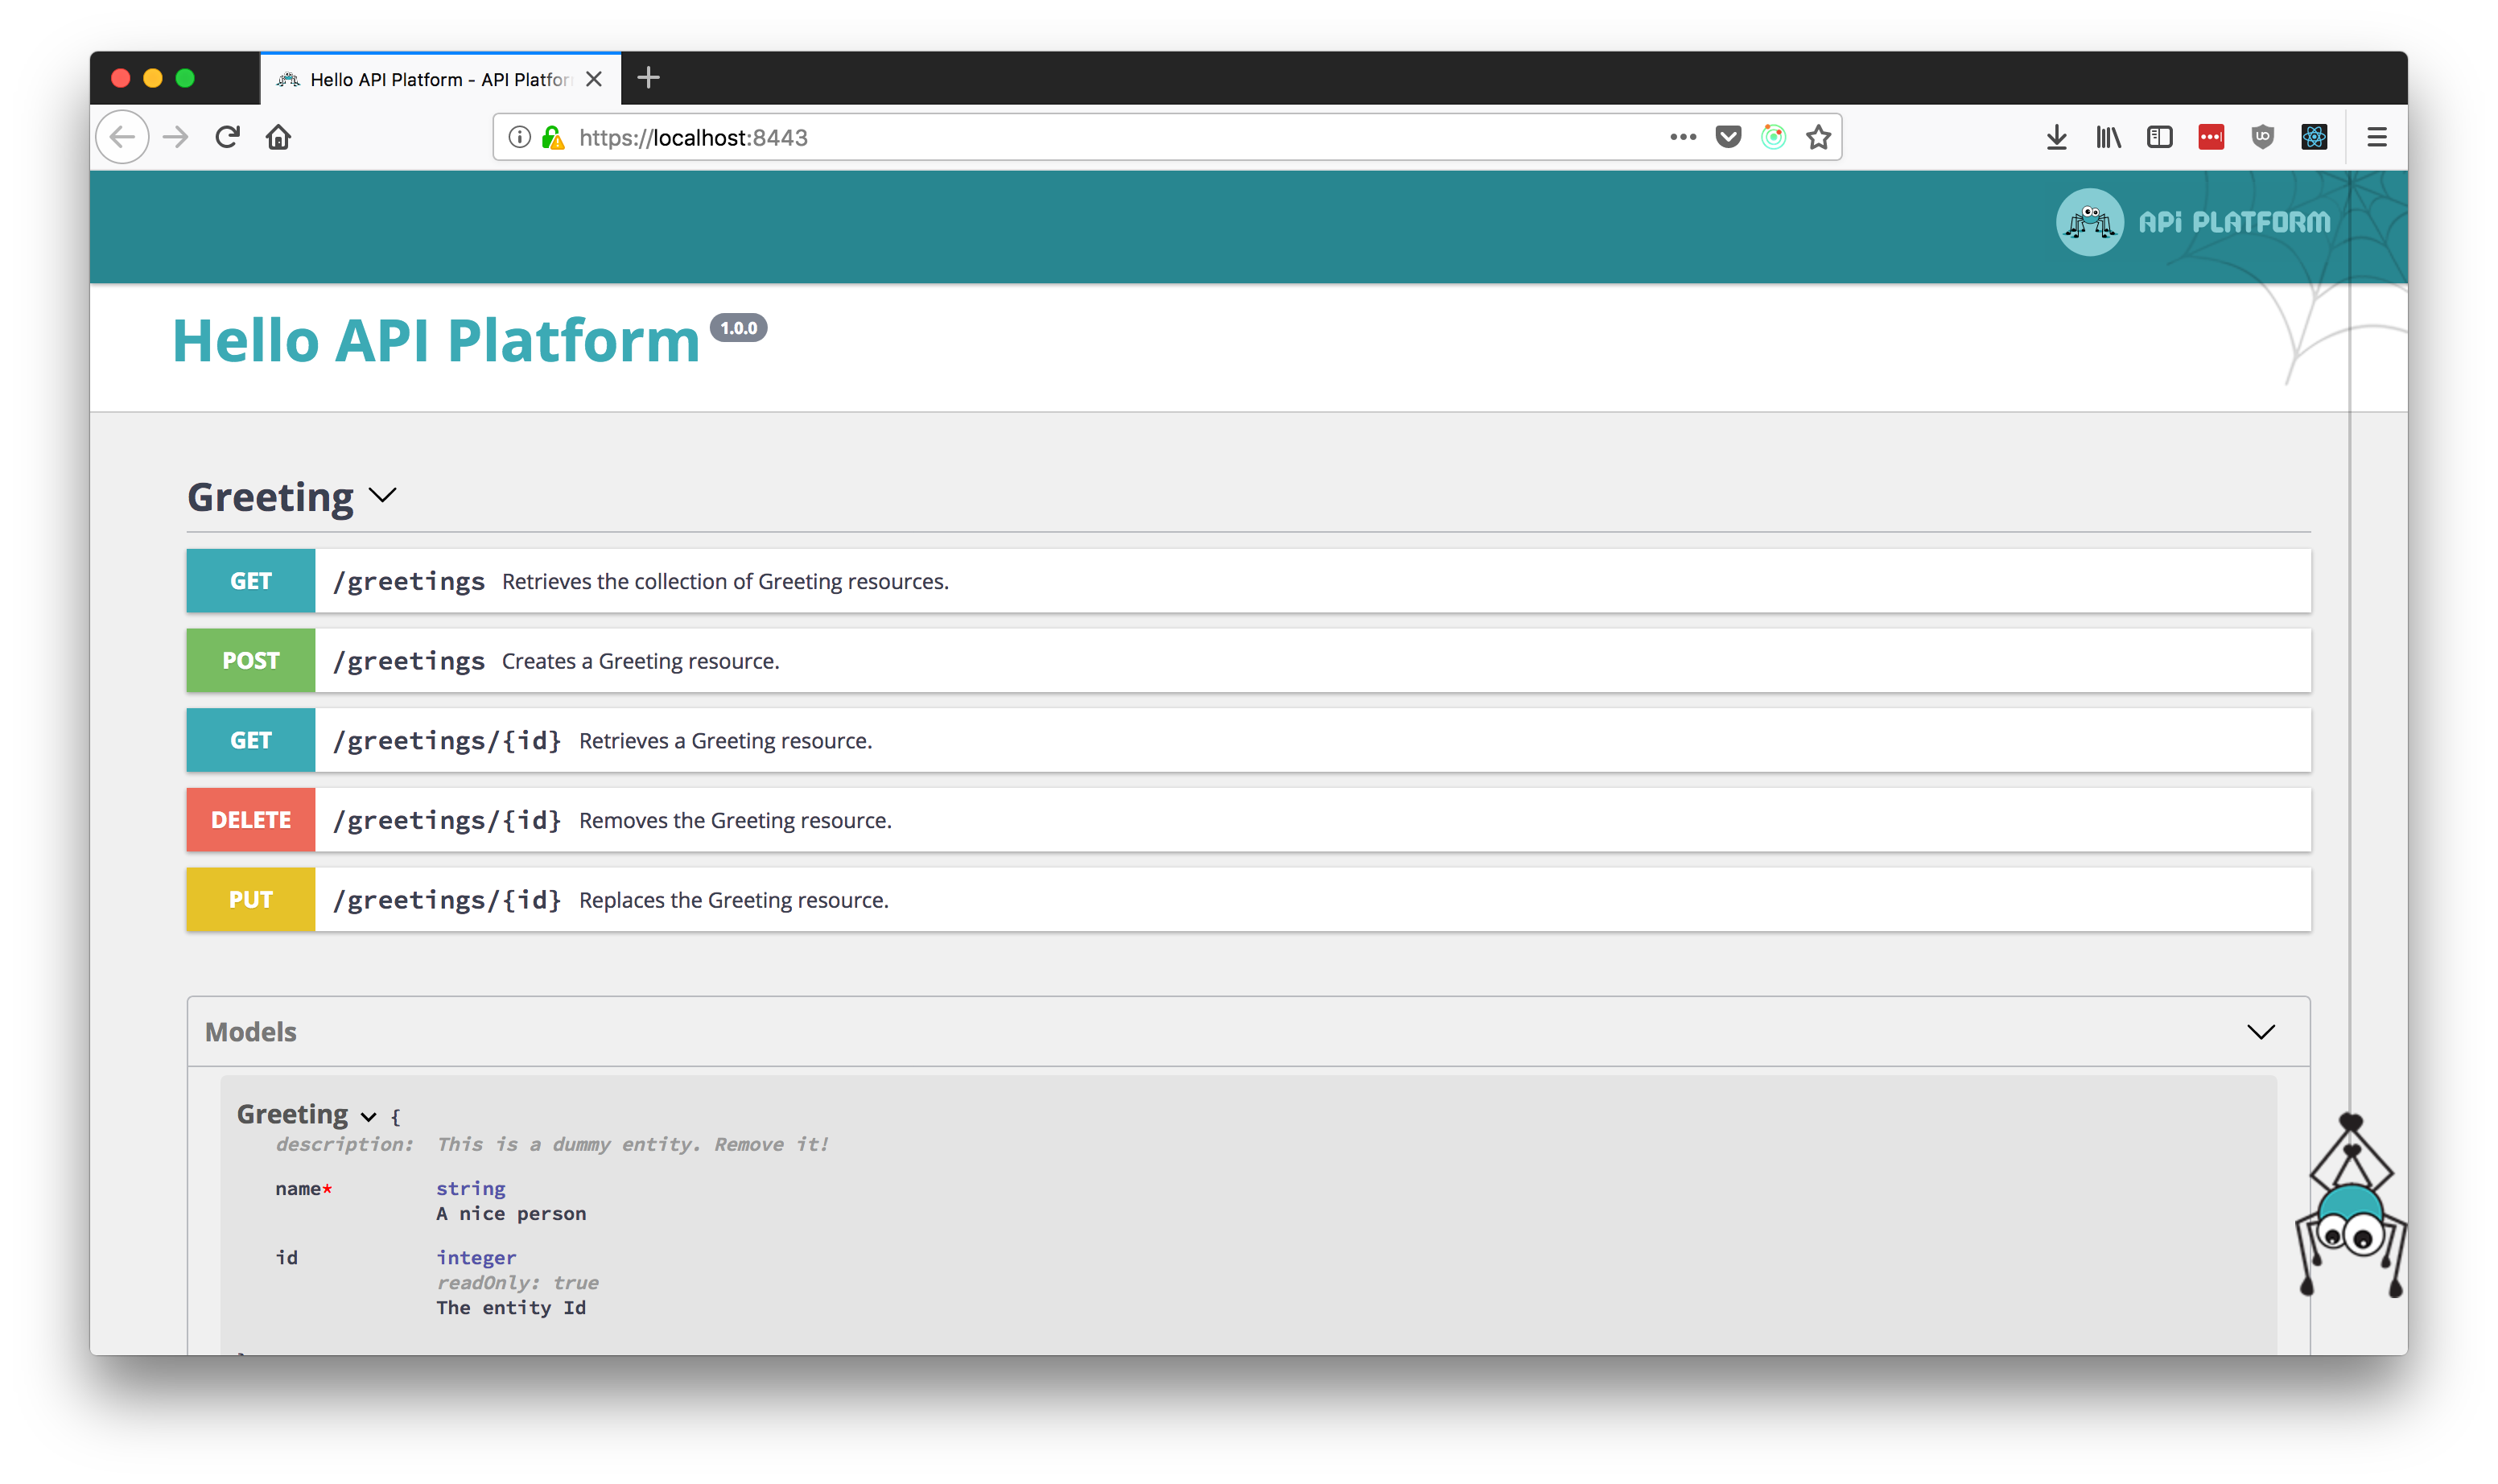 Hello API Platform - API Platfor
https://localhost:8443
API PLATFORM
Hello API Platform 1.0.0
Greeting
GET /greetings Retrieves the collection of Greeting resources.
POST /greetings Creates a Greeting resource.
GET /greetings/{id} Retrieves a Greeting resource.
DELETE /greetings/{id} Removes the Greeting resource.
PUT /greetings/{id} Replaces the Greeting resource.
Models
Greeting {
description: This is a dummy entity. Remove it!
name* string
A nice person
id integer
readOnly: true
The entity Id